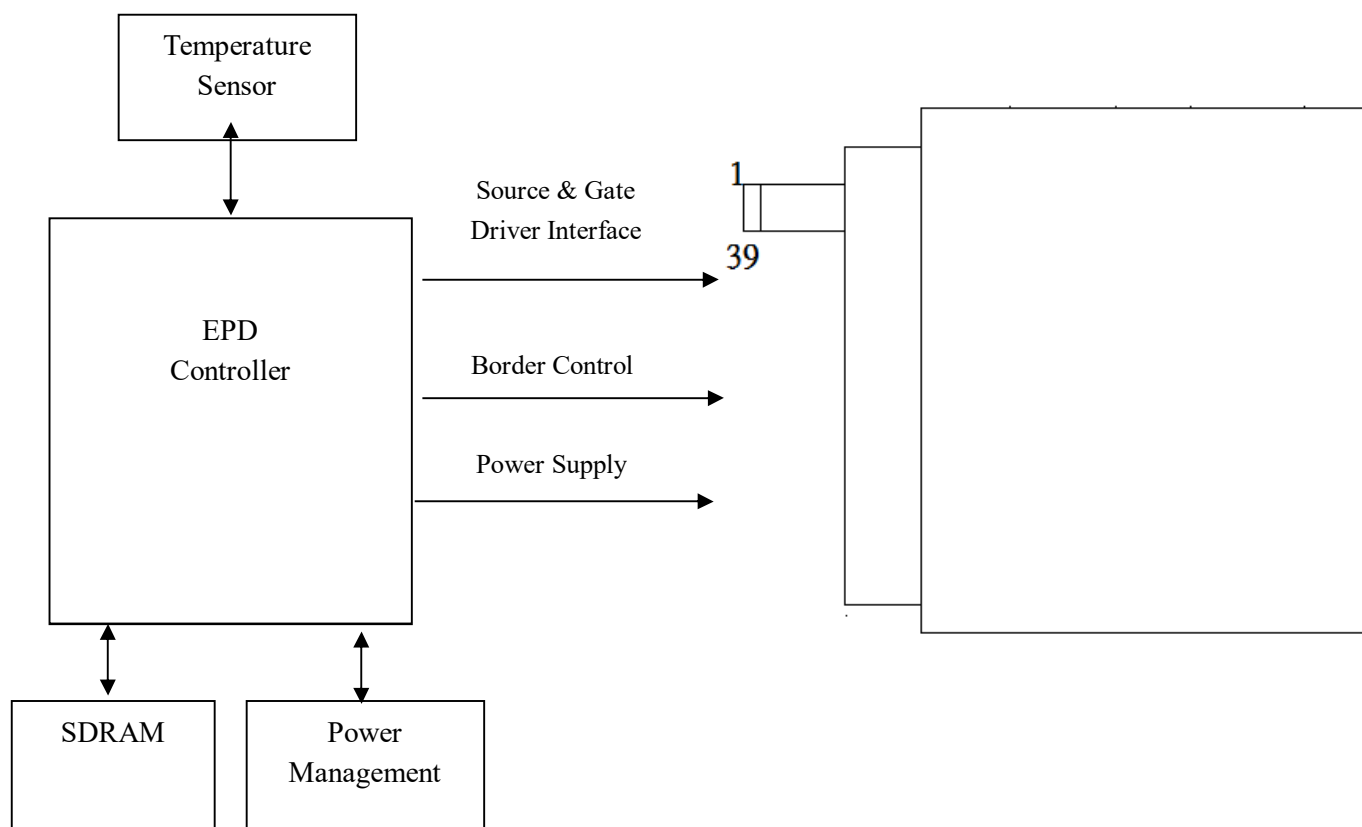 Temperature
Sensor
Source & Gate
Driver Interface
1
39
EPD
Controller
Border Control
Power Supply
SDRAM
Power
Management